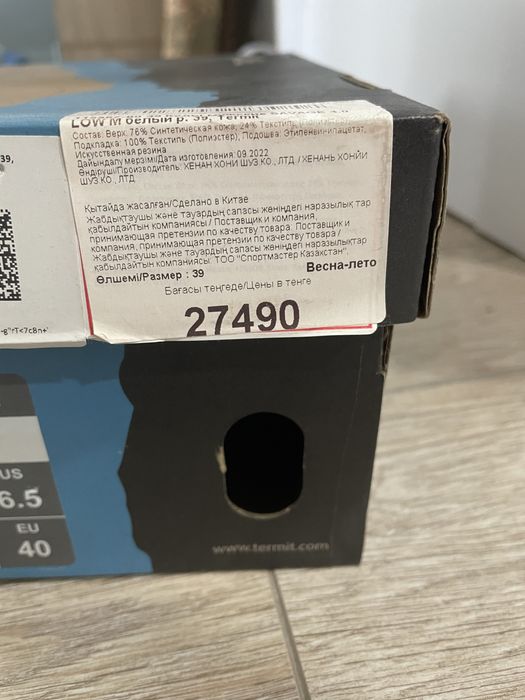 LOW M белый р. 39, Termit
Состав: Верх: 76% Синтетическая кожа, 24% Текстиль
Подкладка: 100% Текстиль (Полиэстер), Подошва: Этиленвинилацетат,
Искусственная резина
Дайындалу мерзімі/Дата изготовления: 09.2022
Өндіруші/Производитель: ХЕНАН ХОНИ ШУЗ КО., ЛТД. / ХЕНАНЬ ХОНЙИ
ШУЗ КО., ЛТД
Қытайда жасалған/Сделано в Китае
Жабдықтаушы және тауардың сапасы жөніндегі наразылықтар
қабылдайтын компаниясы / Поставщик и компания,
принимающая претензии по качеству товара. Поставщик и
компания, принимающая претензии по качеству товара /
Жабдықтаушы және тауардың сапасы жөніндегі наразылықтар
қабылдайтын компаниясы: ТОО "Спортмастер Казахстан".
Өлшемі/Размер : 39
Весна-лето
Бағасы теңгеде/Цены в тенге
27490
39,
-g"rT<7cBn+'
US
6.5
EU
40
www.termit.com